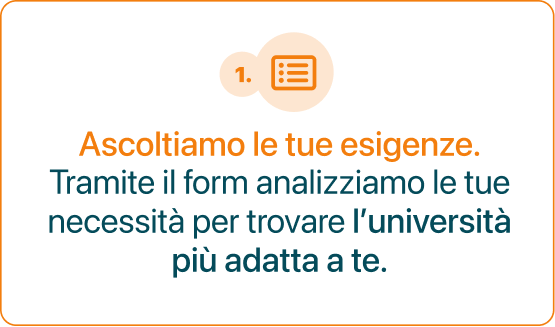 1.
Ascoltiamo le tue esigenze.
Tramite il form analizziamo le tue
necessità per trovare l’università
più adatta a te.